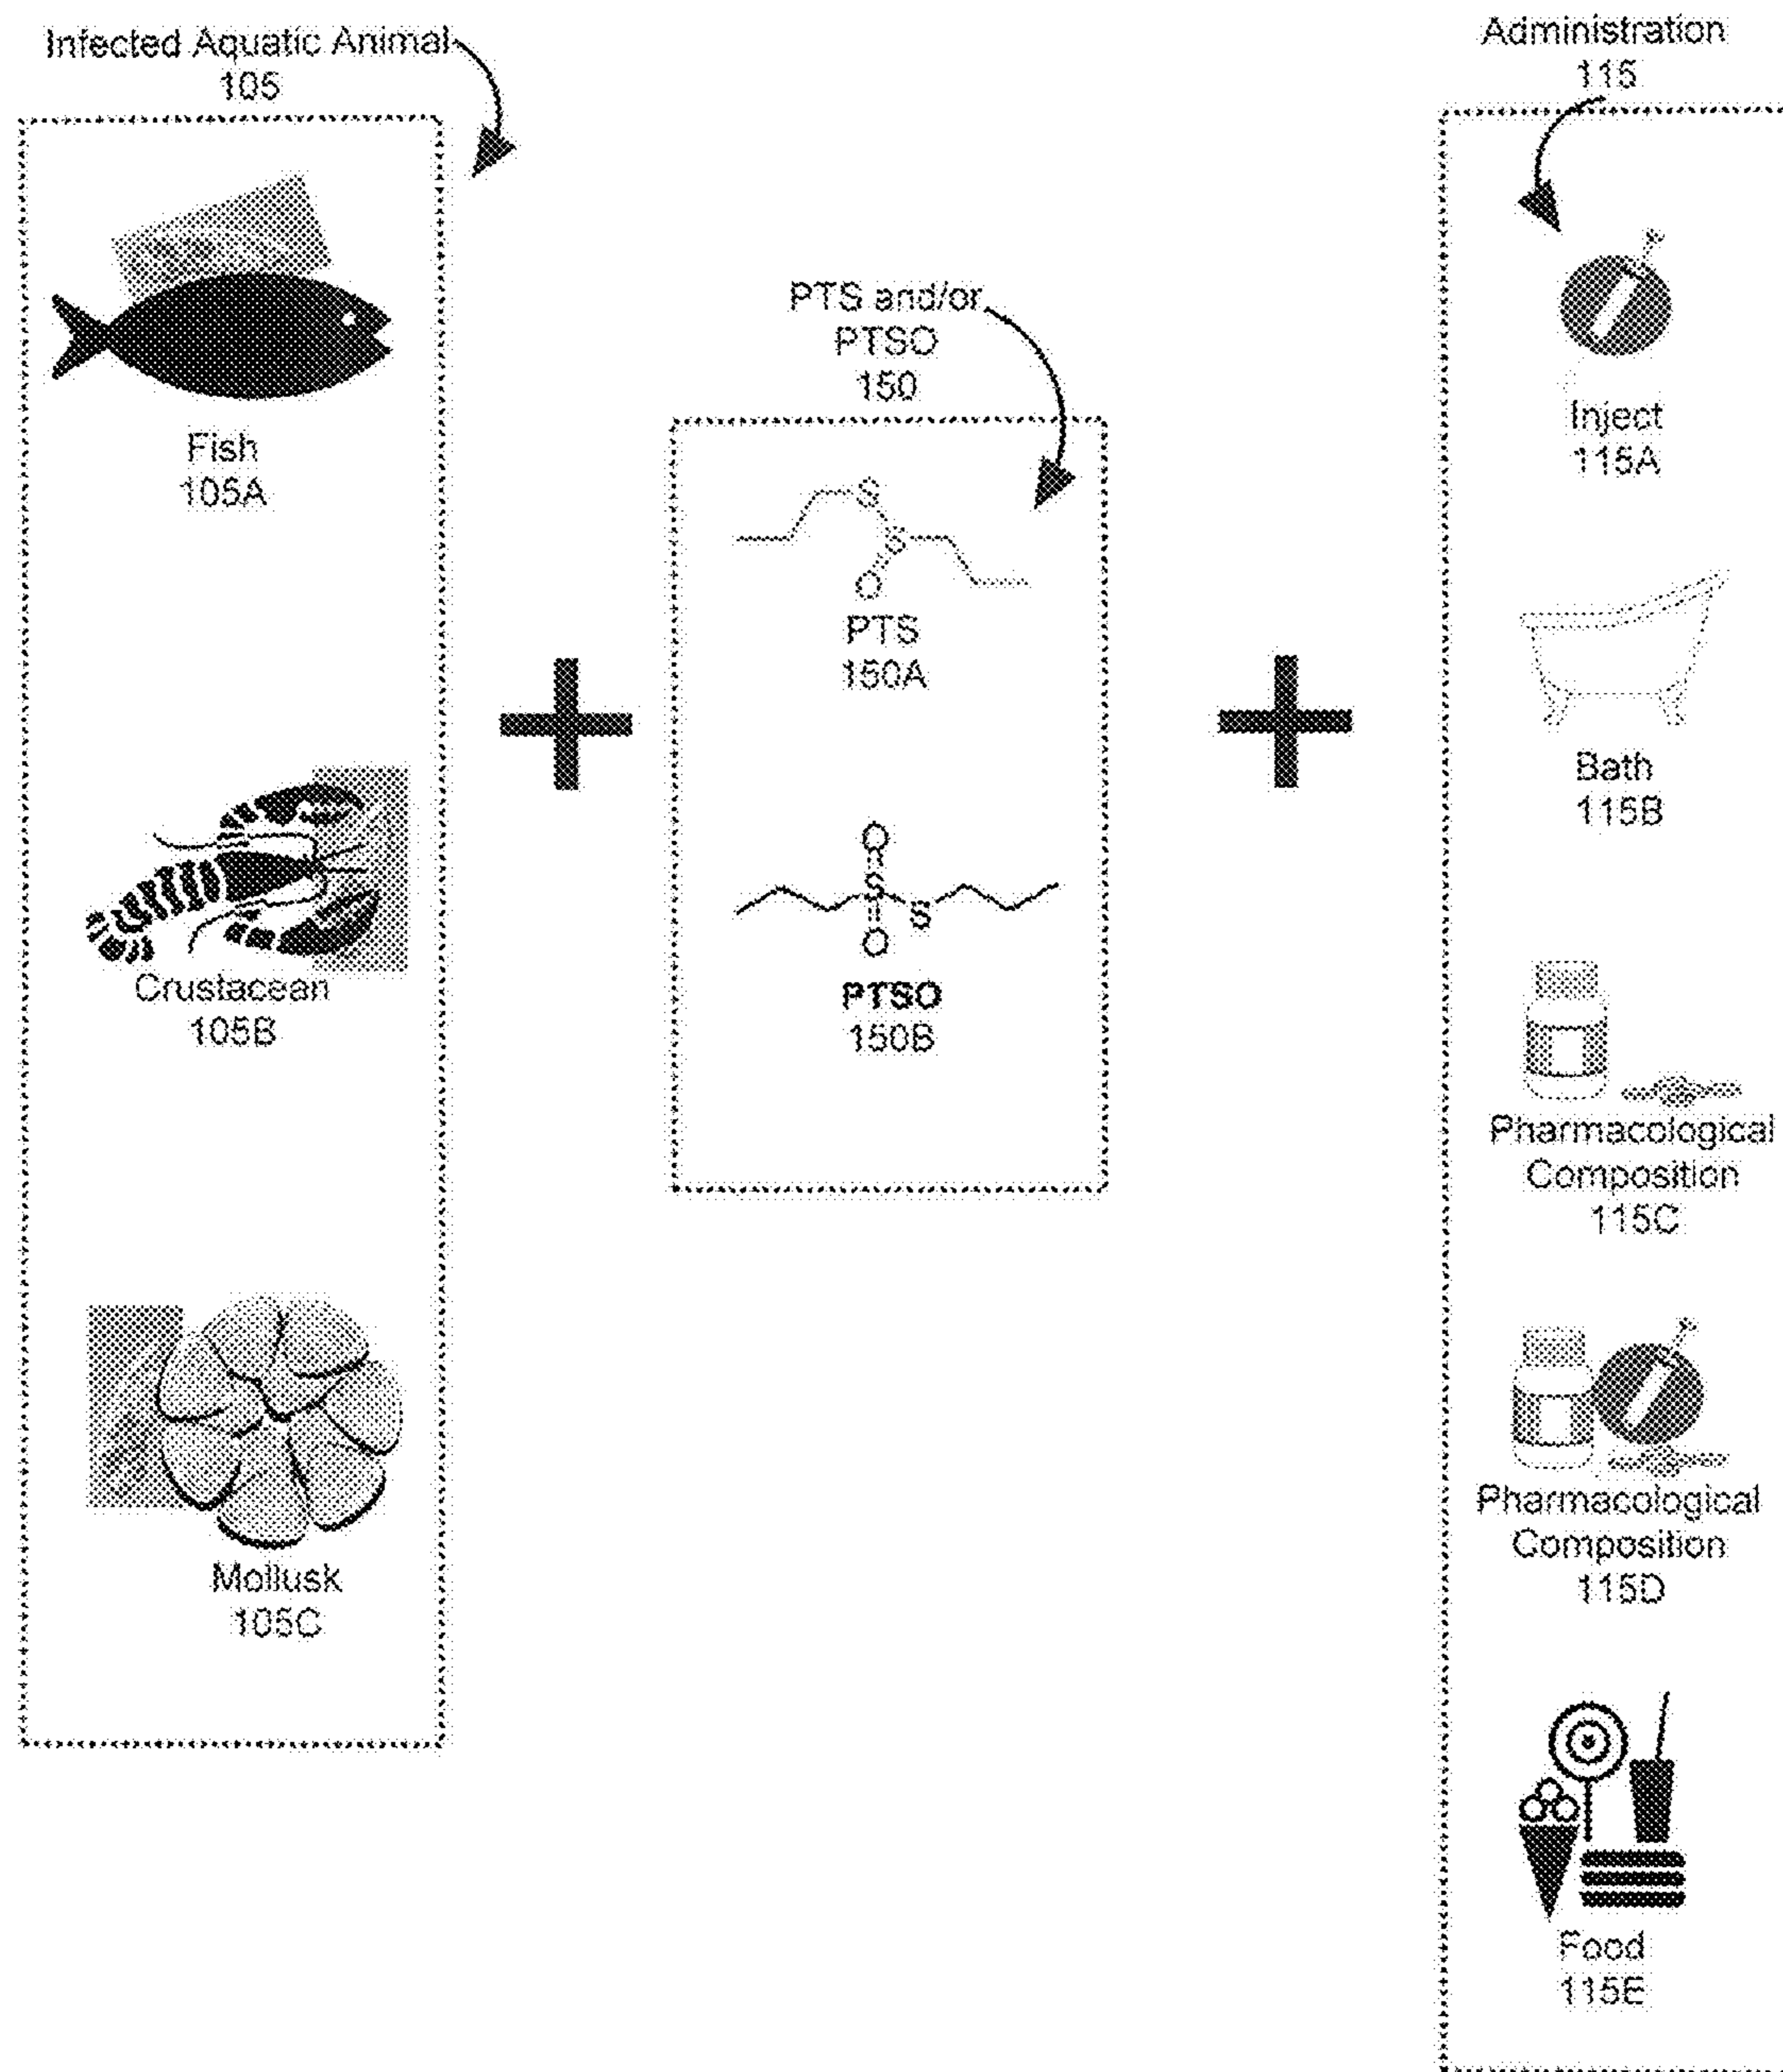 Infected Aquatic Animal
105
Fish
105A
Crustacean
105B
Mollusk
105C
PTS and/or
PTSO
150
S
S
O
PTS
150A
O
S
S
O
PTSO
150B
Administration
115
Inject
115A
Bath
115B
Pharmacological
Composition
115C
Pharmacological
Composition
115D
Food
115E